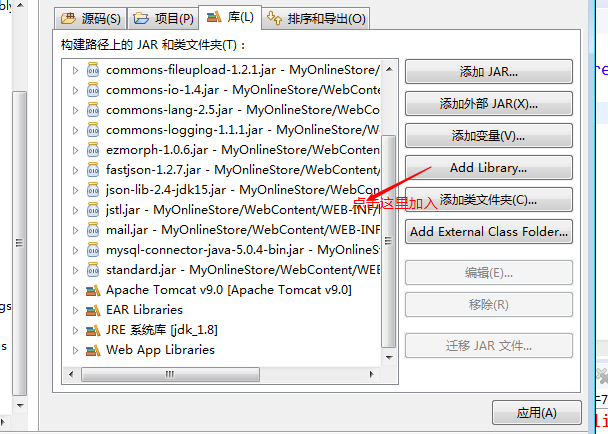 源码(S) 项目(P) 库(L) 排序和导出(O)
构建路径上的 JAR 和类文件夹(T)：
commons-fileupload-1.2.1.jar - MyOnlineStore/
commons-io-1.4.jar - MyOnlineStore/WebConte
commons-lang-2.5.jar - MyOnlineStore/WebCon
commons-logging-1.1.1.jar - MyOnlineStore/W
ezmorph-1.0.6.jar - MyOnlineStore/WebConten
fastjson-1.2.7.jar - MyOnlineStore/WebConten
json-lib-2.4-jdk15.jar - MyOnlineStore/WebCo
jstl.jar - MyOnlineStore/WebContent/WEB-INF/
mail.jar - MyOnlineStore/WebContent/WEB-INF
mysql-connector-java-5.0.4-bin.jar - MyOnline
standard.jar - MyOnlineStore/WebContent/WEE
Apache Tomcat v9.0 [Apache Tomcat v9.0]
EAR Libraries
JRE 系统库 [jdk_1.8]
Web App Libraries
点击这里加入
添加 JAR...
添加外部 JAR(X)...
添加变量(V)...
Add Library...
添加类文件夹(C)...
Add External Class Folder...
编辑(E)...
移除(R)
迁移 JAR 文件...
应用(A)